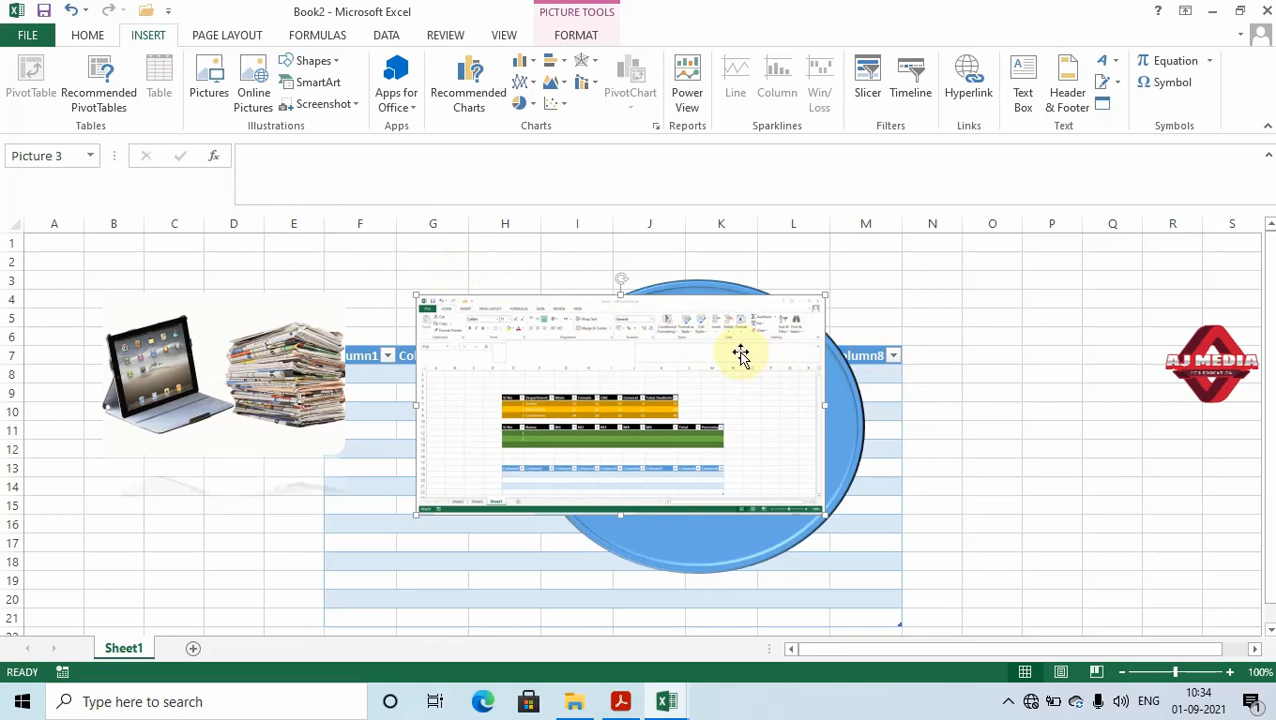 Book2 - Microsoft Excel
PICTURE TOOLS
?
FILE
HOME
INSERT
PAGE LAYOUT
FORMULAS
DATA
REVIEW
VIEW
FORMAT
PivotTable
Recommended PivotTables
Table
Tables
Pictures
Online Pictures
Shapes
SmartArt
Screenshot
Illustrations
Apps for Office
Apps
Recommended Charts
PivotChart
Charts
Power View
Reports
Line
Column
Win/ Loss
Sparklines
Slicer
Timeline
Filters
Hyperlink
Links
Text Box
Header & Footer
Text
π Equation
Ω Symbol
Symbols
Picture 3
fx
A B C D E F G H I J K L M N O P Q R S
1
2
3
4
5
6
7
umn1
Co
olumn8
8
9
10
11
12
13
14
15
16
17
18
19
20
21
AJ MEDIA
FOR EDUCATION
Sheet1
READY
100%
Type here to search
ENG
10:34
01-09-2021